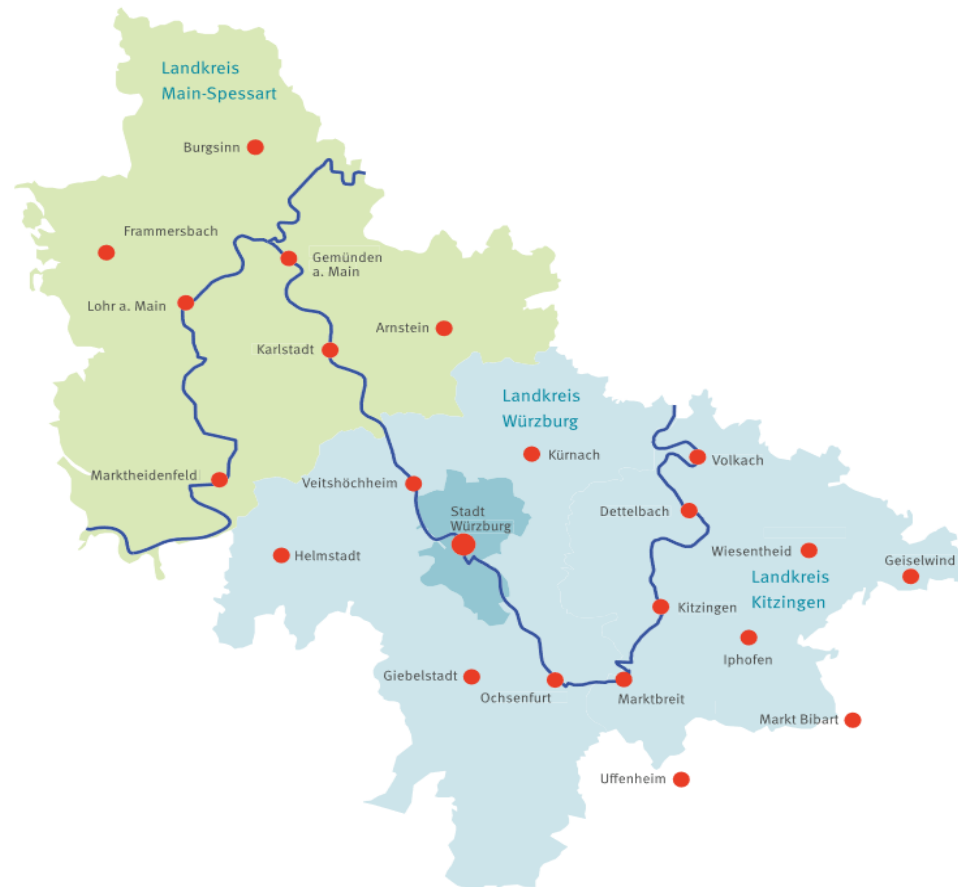 Landkreis
Main-Spessart
Burgsinn
Frammersbach
Gemünden
a. Main
Lohr a. Main
Arnstein
Karlstadt
Landkreis
Würzburg
Kürnach
Volkach
Marktheidenfeld
Veitshöchheim
Stadt
Würzburg
Dettelbach
Helmstadt
Wiesentheid
Geiselwind
Landkreis
Kitzingen
Kitzingen
Iphofen
Giebelstadt
Ochsenfurt
Marktbreit
Markt Bibart
Uffenheim